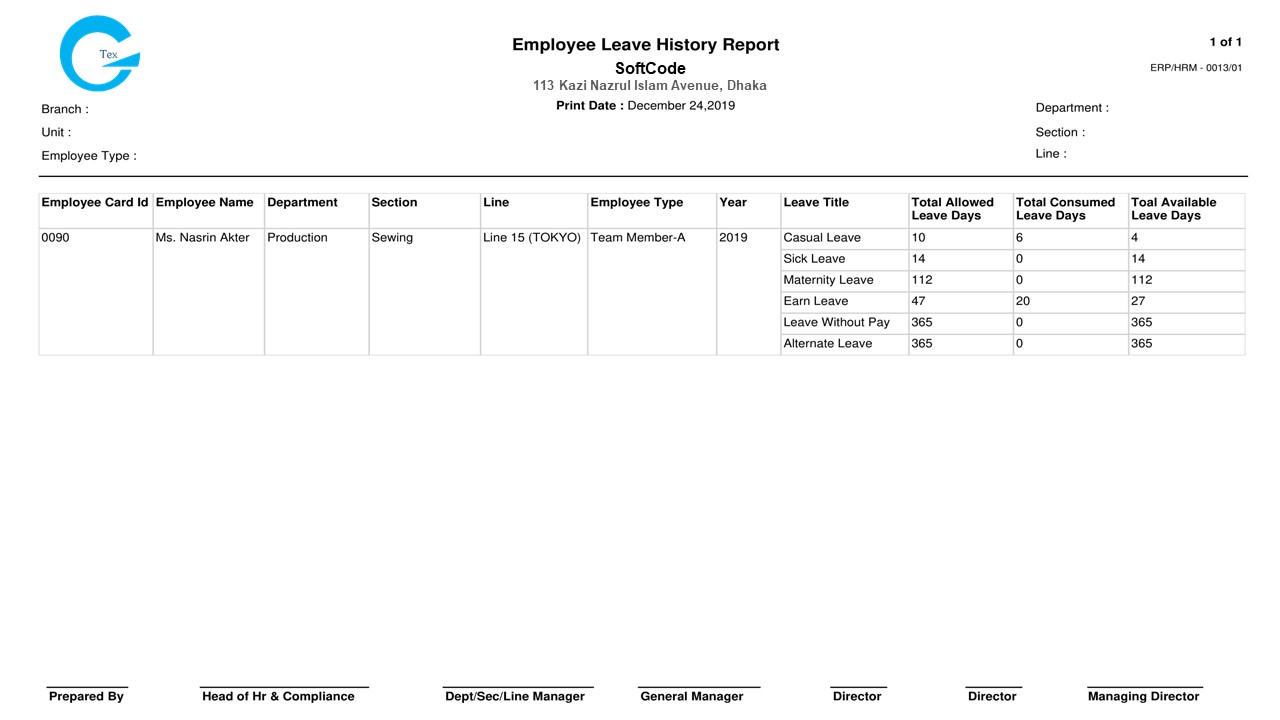 Tex
Employee Leave History Report
1 of 1
SoftCode
ERP/HRM - 0013/01
113 Kazi Nazrul Islam Avenue, Dhaka
Print Date : December 24,2019
Branch :
Department :
Unit :
Section :
Employee Type :
Line :
Employee Card Id Employee Name Department Section Line Employee Type Year Leave Title Total Allowed Leave Days Total Consumed Leave Days Toal Available Leave Days
0090 Ms. Nasrin Akter Production Sewing Line 15 (TOKYO) Team Member-A 2019 Casual Leave 10 6 4
Sick Leave 14 0 14
Maternity Leave 112 0 112
Earn Leave 47 20 27
Leave Without Pay 365 0 365
Alternate Leave 365 0 365
Prepared By Head of Hr & Compliance Dept/Sec/Line Manager General Manager Director Director Managing Director